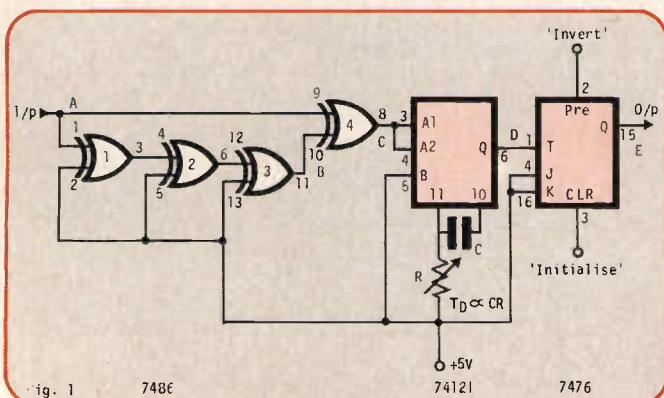 'Invert'
I/p
A
9
2
1
4
12
4
8
3
A1
Pre
O/p
3
6
10
C
A2
Q
D
1
T
Q
15
1
2
3
11
B
6
E
4
B
4
J
2
5
13
5
16
K
CLR
11
10
3
R
C
'Initialise'
TD ∝ CR
+5V
ig. 1
7486
74121
7476